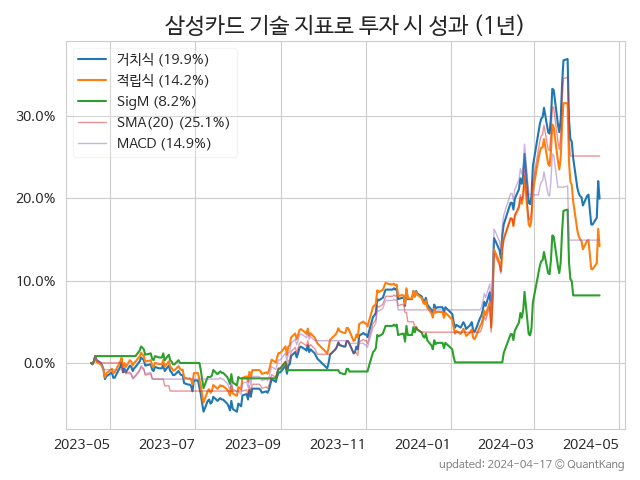 삼성카드 기술 지표로 투자 시 성과 (1년)
거치식 (19.9%)
적립식 (14.2%)
SigM (8.2%)
SMA(20) (25.1%)
MACD (14.9%)
30.0%
20.0%
10.0%
0.0%
2023-05 2023-07 2023-09 2023-11 2024-01 2024-03 2024-05
updated: 2024-04-17 © QuantKang